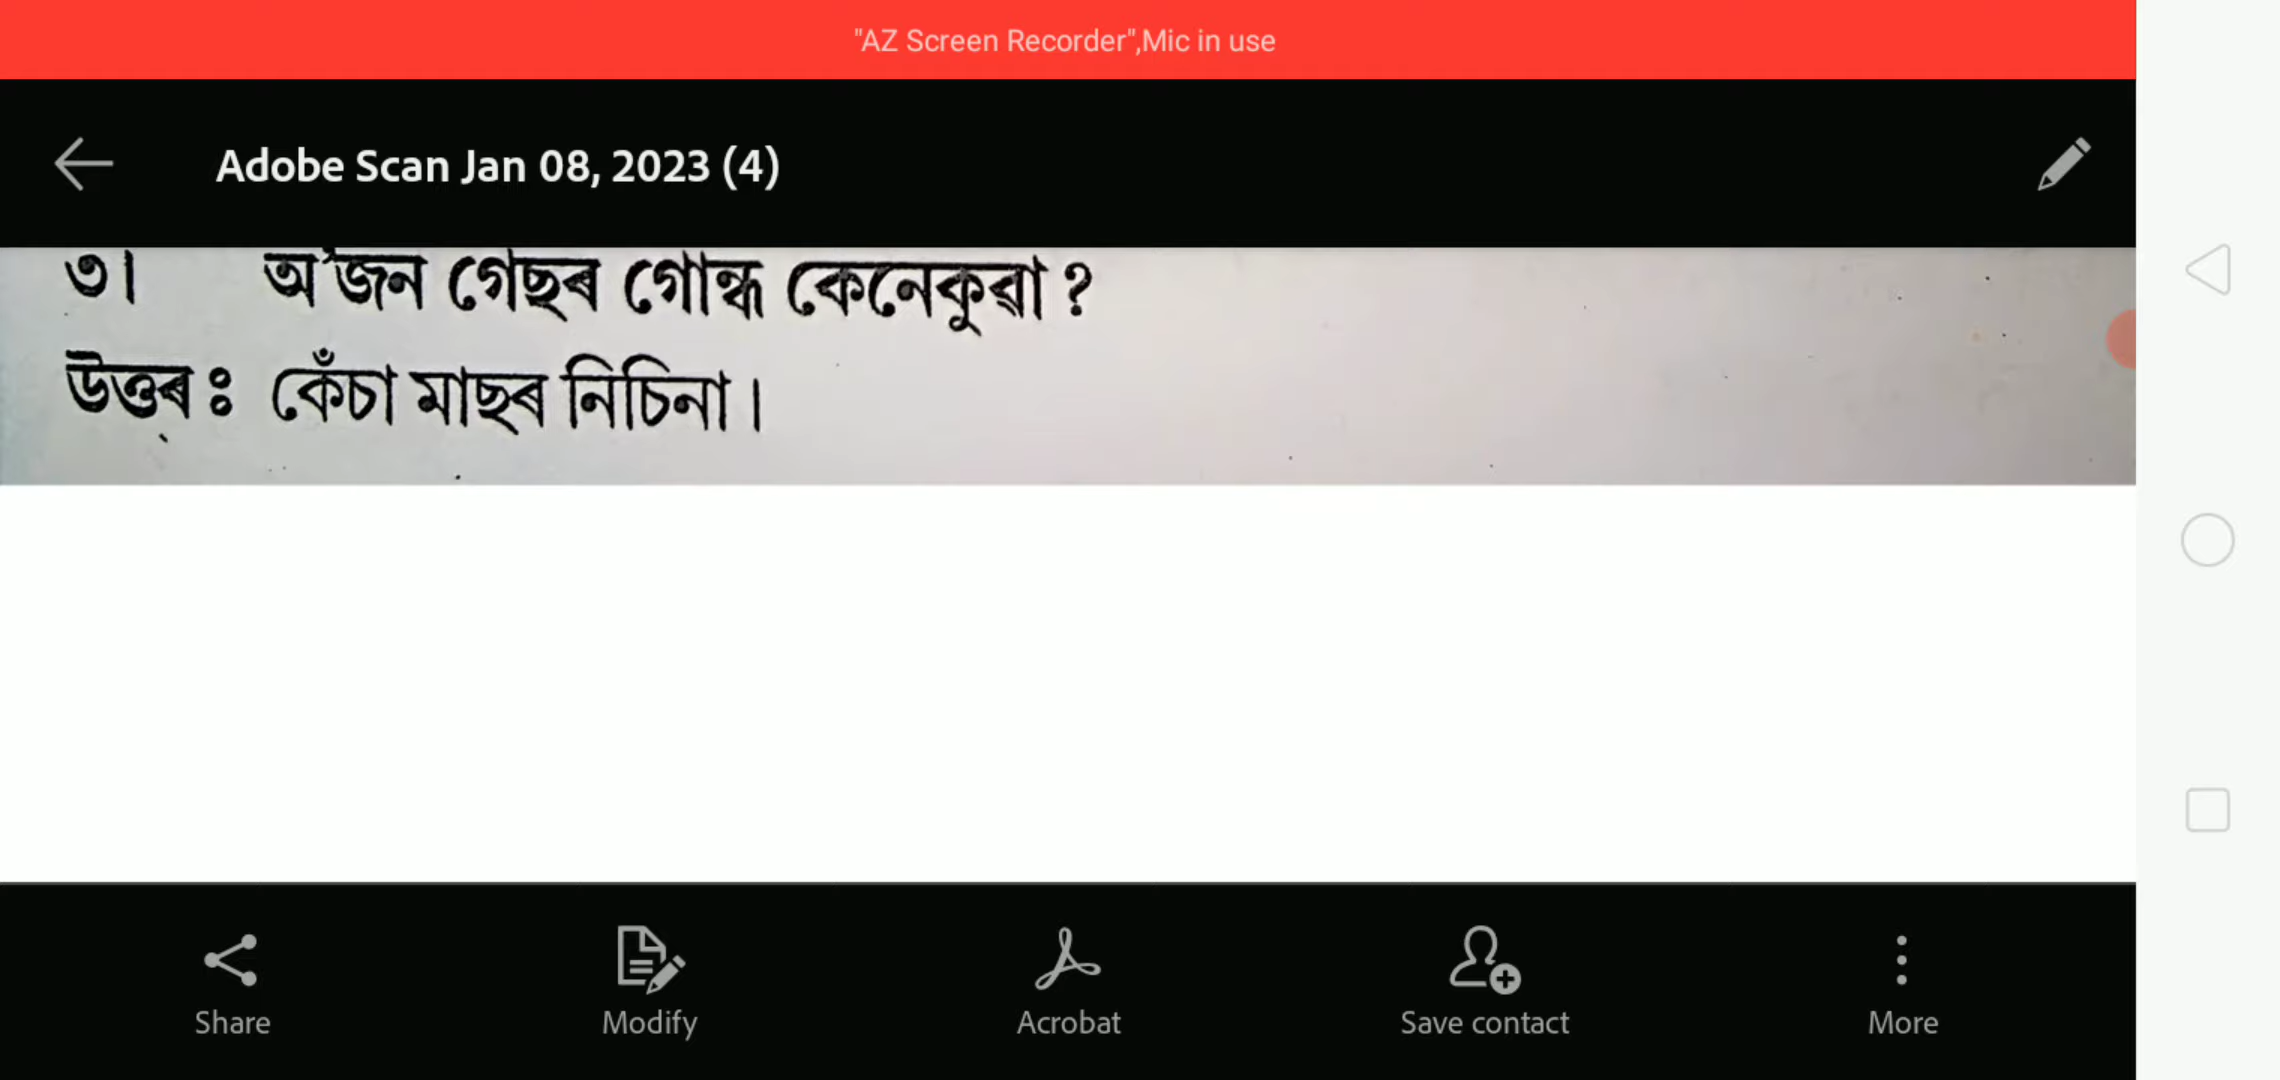 "AZ Screen Recorder",Mic in use
Adobe Scan Jan 08, 2023 (4)
৩। অ'জন গেছৰ গোন্ধ কেনেকুৱা ?
উত্তৰ ঃ কেঁচা মাছৰ নিচিনা ।
Share Modify Acrobat Save contact More